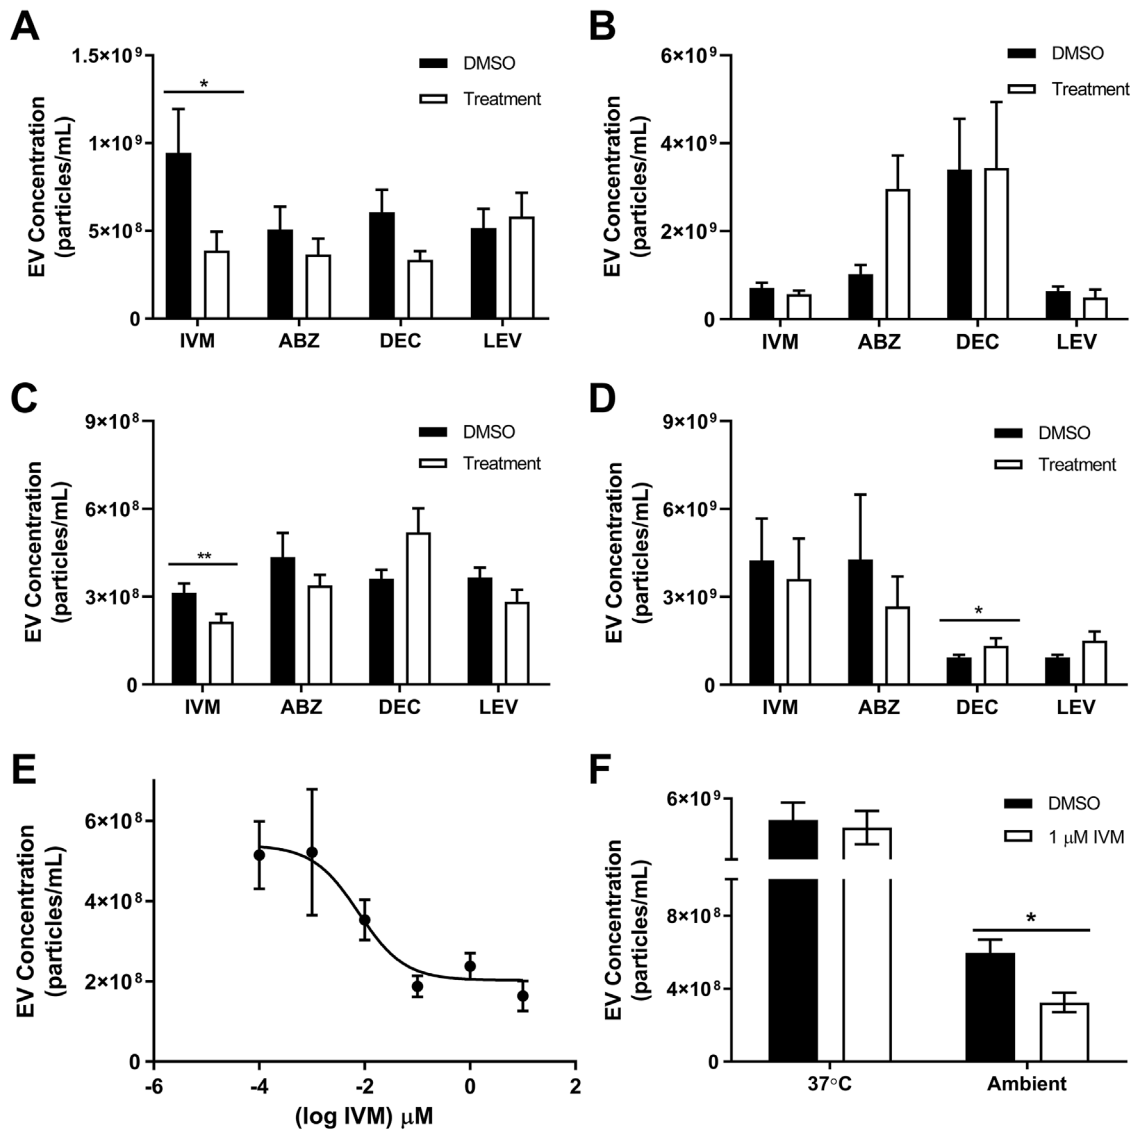 A
EV Concentration
(particles/mL)
1.5×10⁹
1×10⁹
5×10⁸
0
*
DMSO
Treatment
IVM ABZ DEC LEV
B
EV Concentration
(particles/mL)
6×10⁹
4×10⁹
2×10⁹
0
DMSO
Treatment
IVM ABZ DEC LEV
C
EV Concentration
(particles/mL)
9×10⁸
6×10⁸
3×10⁸
0
**
DMSO
Treatment
IVM ABZ DEC LEV
D
EV Concentration
(particles/mL)
9×10⁹
6×10⁹
3×10⁹
0
*
DMSO
Treatment
IVM ABZ DEC LEV
E
EV Concentration
(particles/mL)
6×10⁸
4×10⁸
2×10⁸
0
-6 -4 -2 0 2
(log IVM) μM
F
EV Concentration
(particles/mL)
6×10⁹
8×10⁸
4×10⁸
0
*
DMSO
1 μM IVM
37°C Ambient